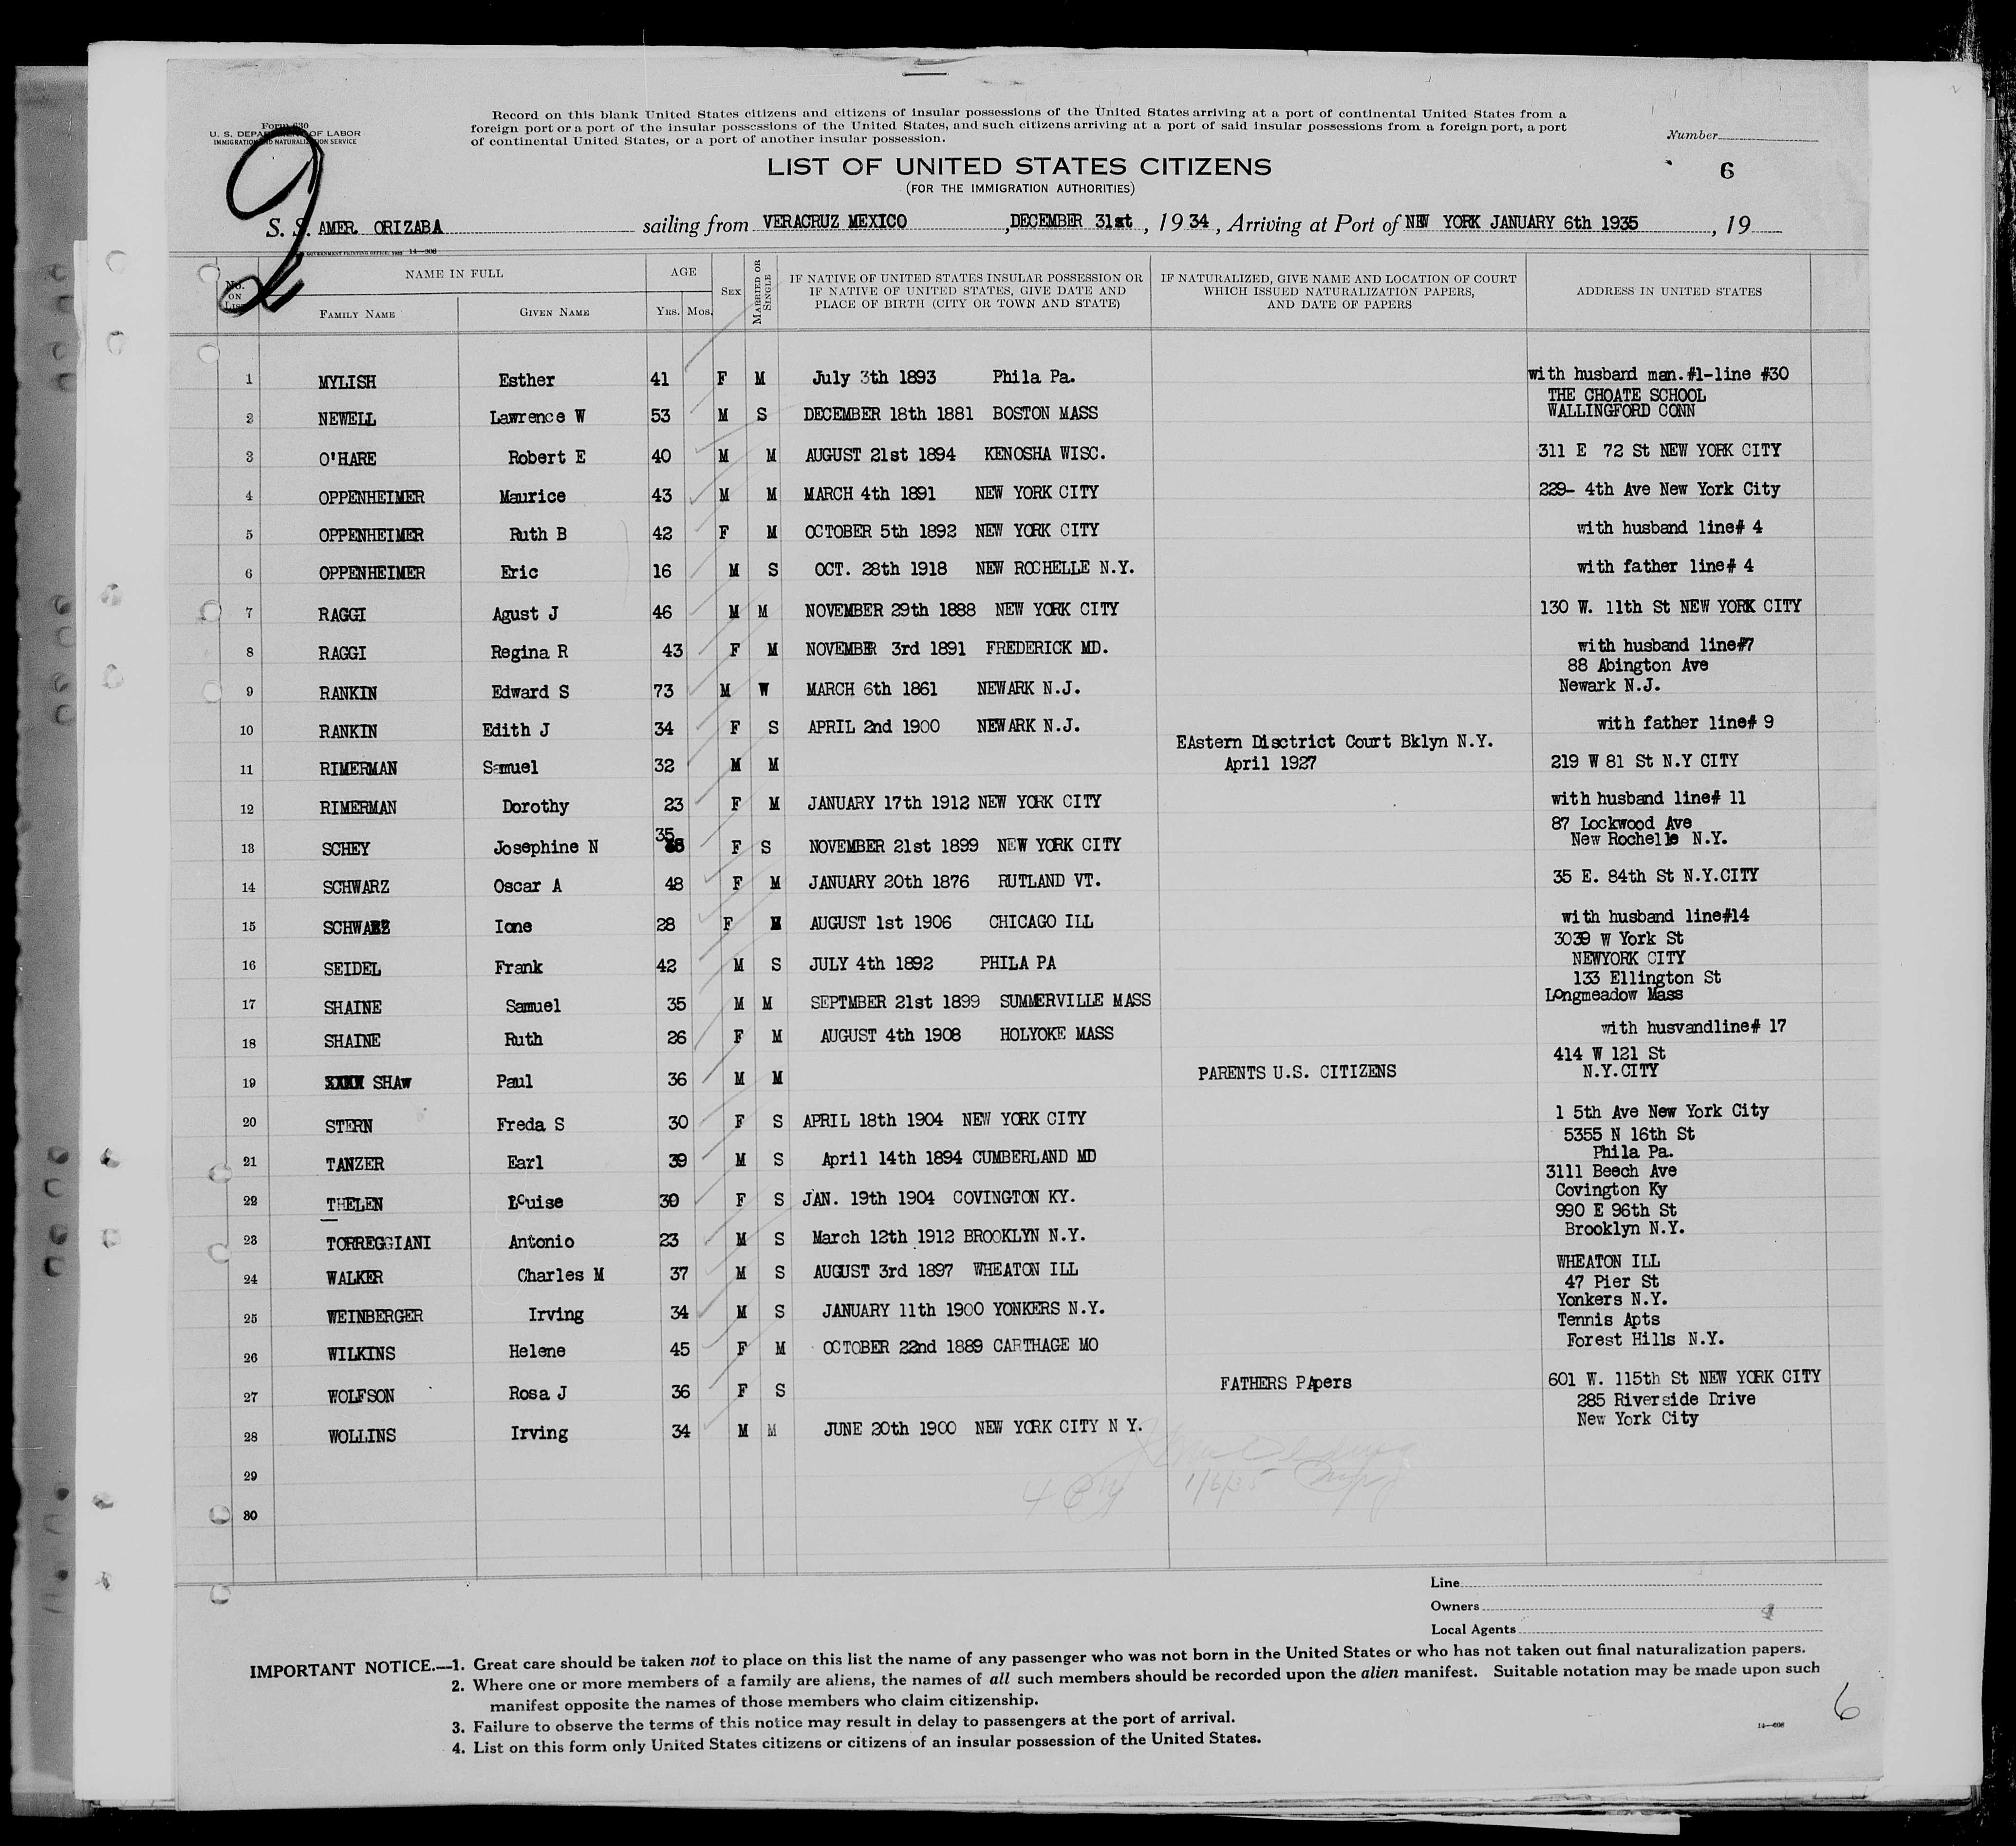 Form 630
U. S. DEPARTMENT OF LABOR
IMMIGRATION AND NATURALIZATION SERVICE
Record on this blank United States citizens and citizens of insular possessions of the United States arriving at a port of continental United States from a
foreign port or a port of the insular possessions of the United States, and such citizens arriving at a port of said insular possessions from a foreign port, a port
of continental United States, or a port of another insular possession.
Number
LIST OF UNITED STATES CITIZENS
(FOR THE IMMIGRATION AUTHORITIES)
6
S. S. AMER. ORIZABA sailing from VERACRUZ MEXICO, DECEMBER 31st, 1934, Arriving at Port of NEW YORK JANUARY 6th 1935, 19
GOVERNMENT PRINTING OFFICE 14—608
No. ON LIST NAME IN FULL AGE SEX MARRIED OR SINGLE IF NATIVE OF UNITED STATES INSULAR POSSESSION OR IF NATIVE OF UNITED STATES, GIVE DATE AND PLACE OF BIRTH (CITY OR TOWN AND STATE) IF NATURALIZED, GIVE NAME AND LOCATION OF COURT WHICH ISSUED NATURALIZATION PAPERS, AND DATE OF PAPERS ADDRESS IN UNITED STATES
FAMILY NAME GIVEN NAME YRS. MOS.
1 MYLISH Esther 41 F M July 3th 1893 Phila Pa. with husband man.#1-line #30
2 NEWELL Lawrence W 53 M S DECEMBER 18th 1881 BOSTON MASS THE CHOATE SCHOOL
WALLINGFORD CONN
3 O'HARE Robert E 40 M M AUGUST 21st 1894 KENOSHA WISC. 311 E 72 St NEW YORK CITY
4 OPPENHEIMER Maurice 43 M M MARCH 4th 1891 NEW YORK CITY 229- 4th Ave New York City
5 OPPENHEIMER Ruth B 42 F M OCTOBER 5th 1892 NEW YORK CITY with husband line# 4
6 OPPENHEIMER Eric 16 M S OCT. 28th 1918 NEW ROCHELLE N.Y. with father line# 4
7 RAGGI Agust J 46 M M NOVEMBER 29th 1888 NEW YORK CITY 130 W. 11th St NEW YORK CITY
8 RAGGI Regina R 43 F M NOVEMBER 3rd 1891 FREDERICK MD. with husband line#7
9 RANKIN Edward S 73 M W MARCH 6th 1861 NEWARK N.J. 88 Abington Ave
Newark N.J.
10 RANKIN Edith J 34 F S APRIL 2nd 1900 NEWARK N.J. with father line# 9
11 RIMERMAN Samuel 32 M M EAstern Disctrict Court Bklyn N.Y.
April 1927 219 W 81 St N.Y CITY
12 RIMERMAN Dorothy 23 F M JANUARY 17th 1912 NEW YORK CITY with husband line# 11
13 SCHEY Josephine N 35 F S NOVEMBER 21st 1899 NEW YORK CITY 87 Lockwood Ave
New Rochelle N.Y.
14 SCHWARZ Oscar A 48 F M JANUARY 20th 1876 RUTLAND VT. 35 E. 84th St N.Y.CITY
15 SCHWARZ Ione 28 F M AUGUST 1st 1906 CHICAGO ILL with husband line#14
16 SEIDEL Frank 42 M S JULY 4th 1892 PHILA PA 3039 W York St
NEWYORK CITY
17 SHAINE Samuel 35 M M SEPTMBER 21st 1899 SUMMERVILLE MASS 133 Ellington St
Longmeadow Mass
18 SHAINE Ruth 26 F M AUGUST 4th 1908 HOLYOKE MASS with husvandline# 17
19 XXXX SHAW Paul 36 M M PARENTS U.S. CITIZENS 414 W 121 St
N.Y.CITY
20 STERN Freda S 30 F S APRIL 18th 1904 NEW YORK CITY 1 5th Ave New York City
21 TANZER Earl 39 M S April 14th 1894 CUMBERLAND MD 5355 N 16th St
Phila Pa.
22 THELEN Louise 30 F S JAN. 19th 1904 COVINGTON KY. 3111 Beech Ave
Covington Ky
23 TORREGGIANI Antonio 23 M S March 12th 1912 BROOKLYN N.Y. 990 E 96th St
Brooklyn N.Y.
24 WALKER Charles M 37 M S AUGUST 3rd 1897 WHEATON ILL WHEATON ILL
25 WEINBERGER Irving 34 M S JANUARY 11th 1900 YONKERS N.Y. 47 Pier St
Yonkers N.Y.
26 WILKINS Helene 45 F M OCTOBER 22nd 1889 CARTHAGE MO Tennis Apts
Forest Hills N.Y.
27 WOLFSON Rosa J 36 F S FATHERS PApers 601 W. 115th St NEW YORK CITY
28 WOLLINS Irving 34 M M JUNE 20th 1900 NEW YORK CITY N Y. 285 Riverside Drive
New York City
29
1/6/35
30
Line
Owners
Local Agents
IMPORTANT NOTICE.—1. Great care should be taken not to place on this list the name of any passenger who was not born in the United States or who has not taken out final naturalization papers.
2. Where one or more members of a family are aliens, the names of all such members should be recorded upon the alien manifest. Suitable notation may be made upon such
manifest opposite the names of those members who claim citizenship.
3. Failure to observe the terms of this notice may result in delay to passengers at the port of arrival.
4. List on this form only United States citizens or citizens of an insular possession of the United States.
14—608
6